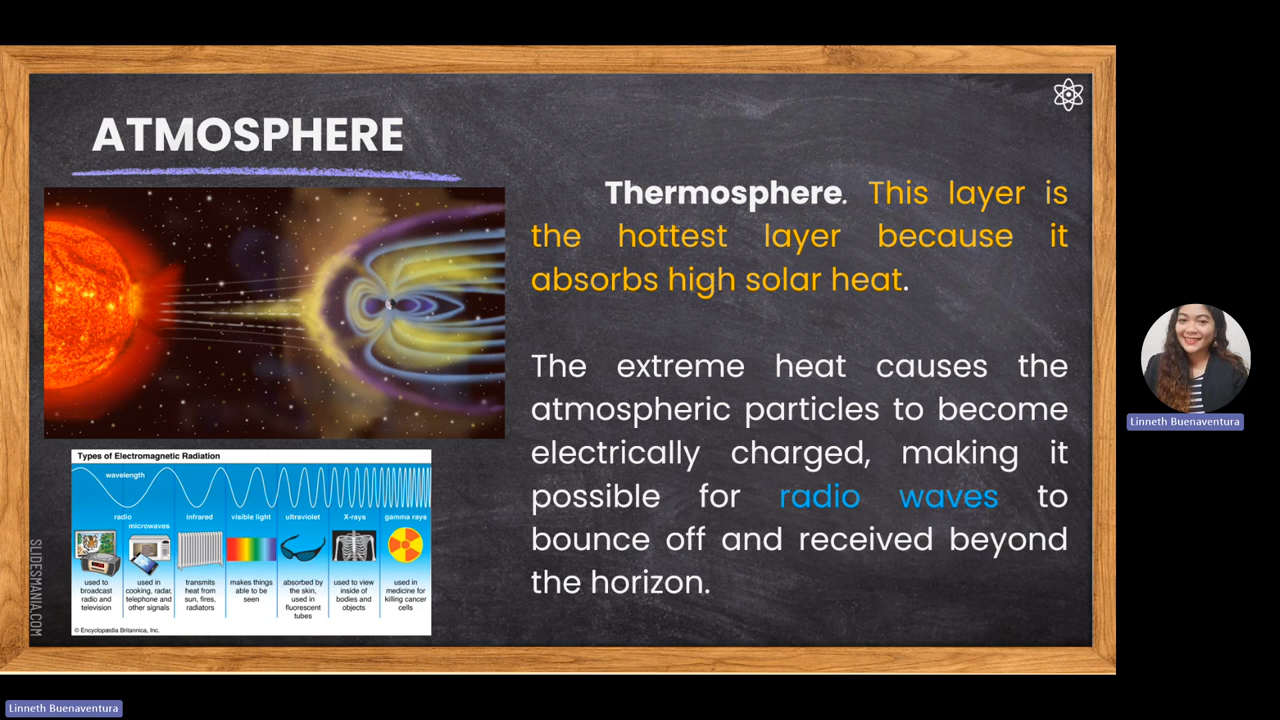 ATMOSPHERE
Thermosphere. This layer is
the hottest layer because it
absorbs high solar heat.
The extreme heat causes the
atmospheric particles to become
electrically charged, making it
possible for radio waves to
bounce off and received beyond
the horizon.
Types of Electromagnetic Radiation
wavelength
radio
microwaves
infrared
visible light
ultraviolet
X-rays
gamma rays
used to
broadcast
radio and
television
used in
cooking, radar,
telephone and
other signals
transmits
heat from
sun, fires,
radiators
makes things
able to be
seen
absorbed by
the skin,
used in
fluorescent
tubes
used to view
inside of
bodies and
objects
used in
medicine for
killing cancer
cells
© Encyclopædia Britannica, Inc.
SLIDESMANIA.COM
Linneth Buenaventura
Linneth Buenaventura